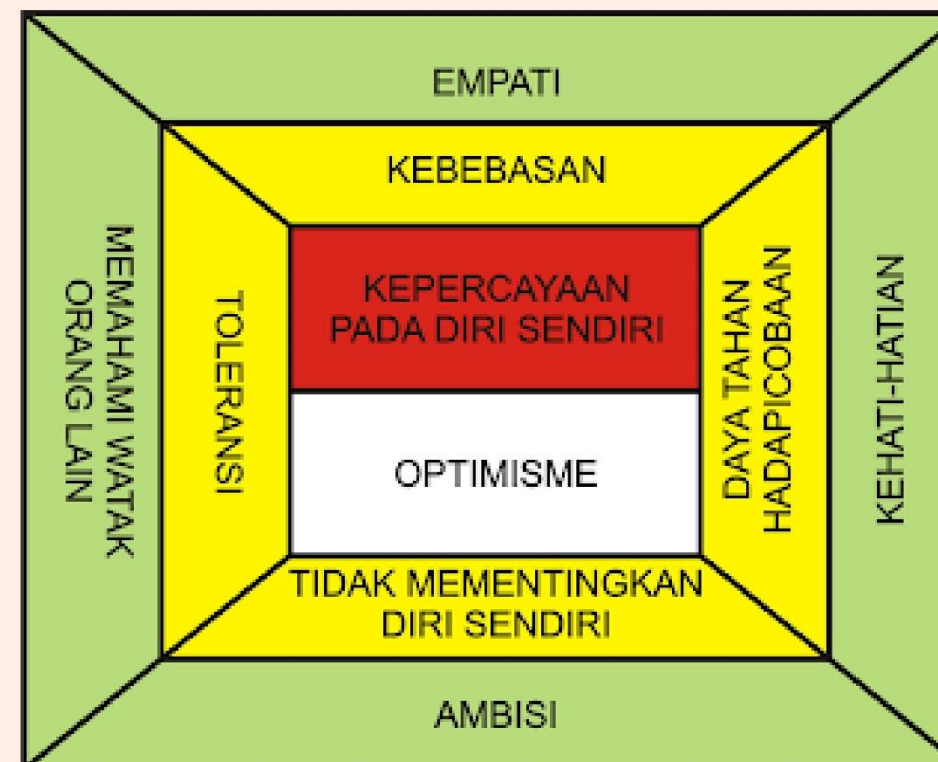 EMPATI
KEBEBASAN
KEPERCAYAAN
PADA DIRI SENDIRI
OPTIMISME
TIDAK MEMENTINGKAN
DIRI SENDIRI
AMBISI
MEMAHAMI WATAK
ORANG LAIN
TOLERANSI
DAYA TAHAN
HADAPICOBAAN
KEHATI-HATIAN